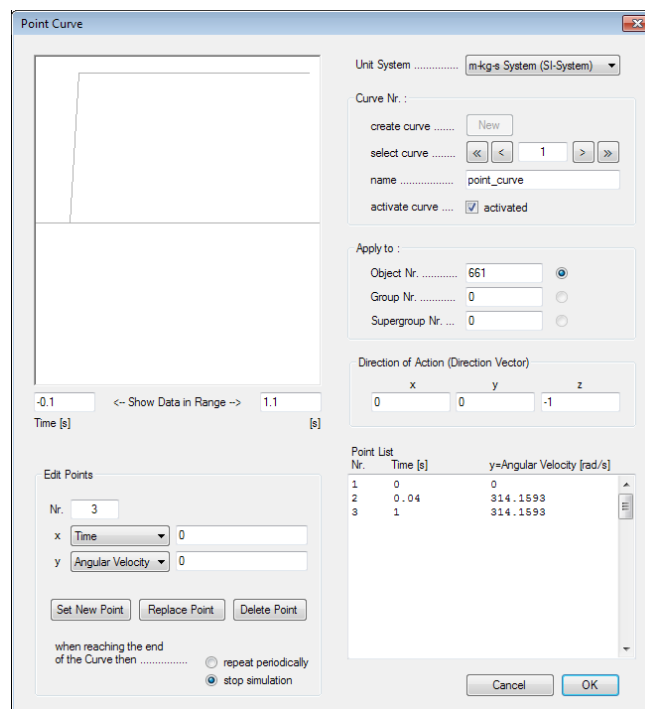 Point Curve
Unit System ..............
m-kg-s System (SI-System)
Curve Nr. :
create curve .......
New
select curve ........
«
<
1
>
»
name .................
point_curve
activate curve ....
activated
Apply to :
Object Nr. ............
661
Group Nr. ............
0
Supergroup Nr. ...
0
Direction of Action (Direction Vector)
x
y
z
0
0
-1
-0.1
<-- Show Data in Range -->
1.1
Time [s]
[s]
Point List
Nr. Time [s] y=Angular Velocity [rad/s]
1 0 0
2 0.04 314.1593
3 1 314.1593
Edit Points
Nr.
3
x
Time
0
y
Angular Velocity
0
Set New Point
Replace Point
Delete Point
when reaching the end
of the Curve then ...............
repeat periodically
stop simulation
Cancel
OK